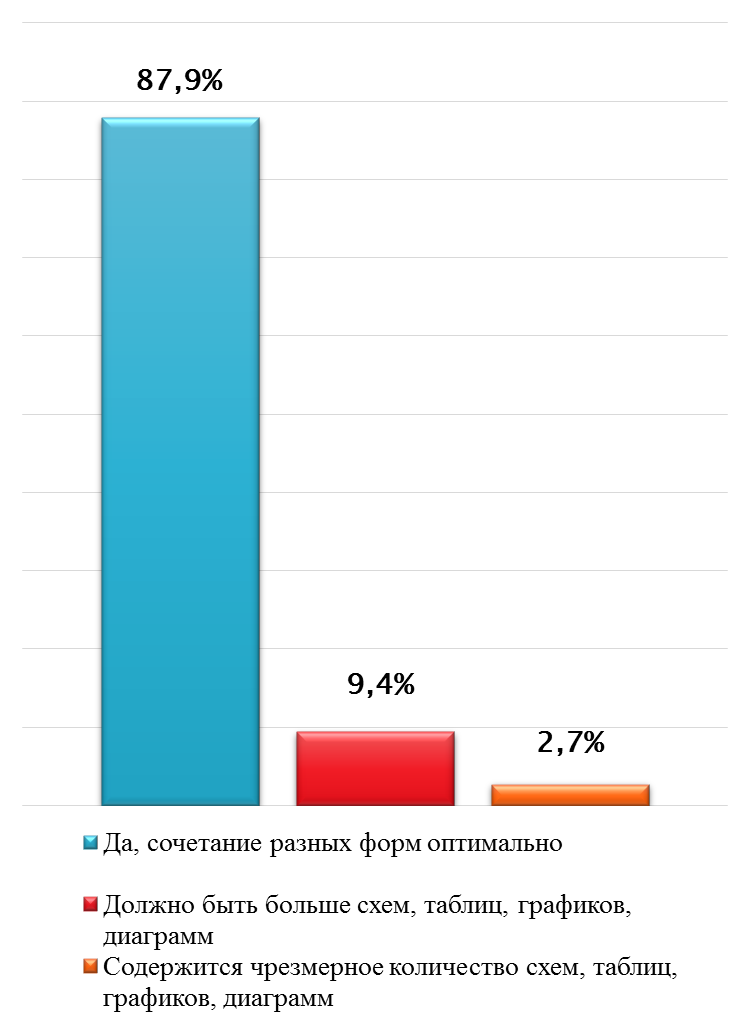 87,9%
9,4%
2,7%
Да, сочетание разных форм оптимально
Должно быть больше схем, таблиц, графиков,
диаграмм
Содержится чрезмерное количество схем, таблиц,
графиков, диаграмм